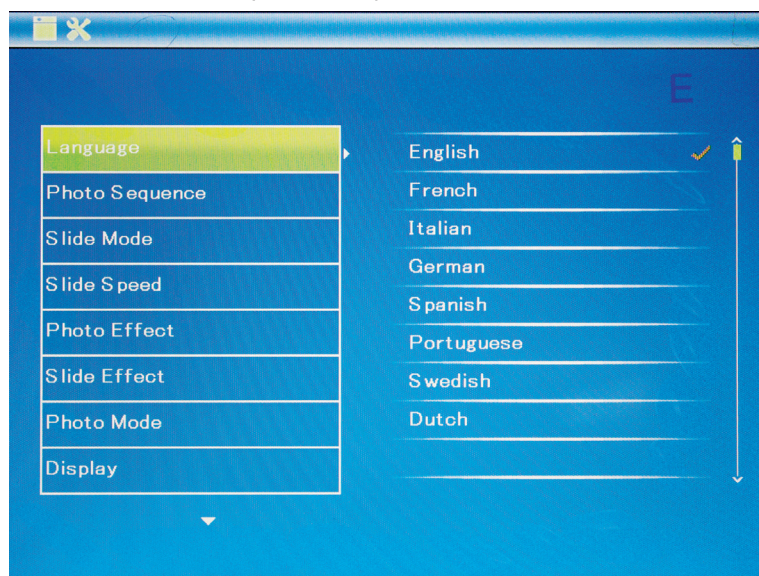 E
Language
Photo Sequence
Slide Mode
Slide Speed
Photo Effect
Slide Effect
Photo Mode
Display
English
French
Italian
German
Spanish
Portuguese
Swedish
Dutch